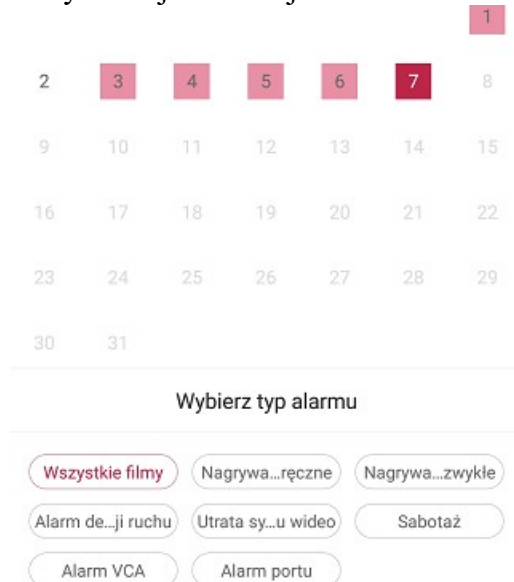 1
2 3 4 5 6 7 8
9 10 11 12 13 14 15
16 17 18 19 20 21 22
23 24 25 26 27 28 29
30 31
Wybierz typ alarmu
Wszystkie filmy Nagrywa...ręczne Nagrywa...zwykłe
Alarm de...ji ruchu Utrata sy...u wideo Sabotaż
Alarm VCA Alarm portu